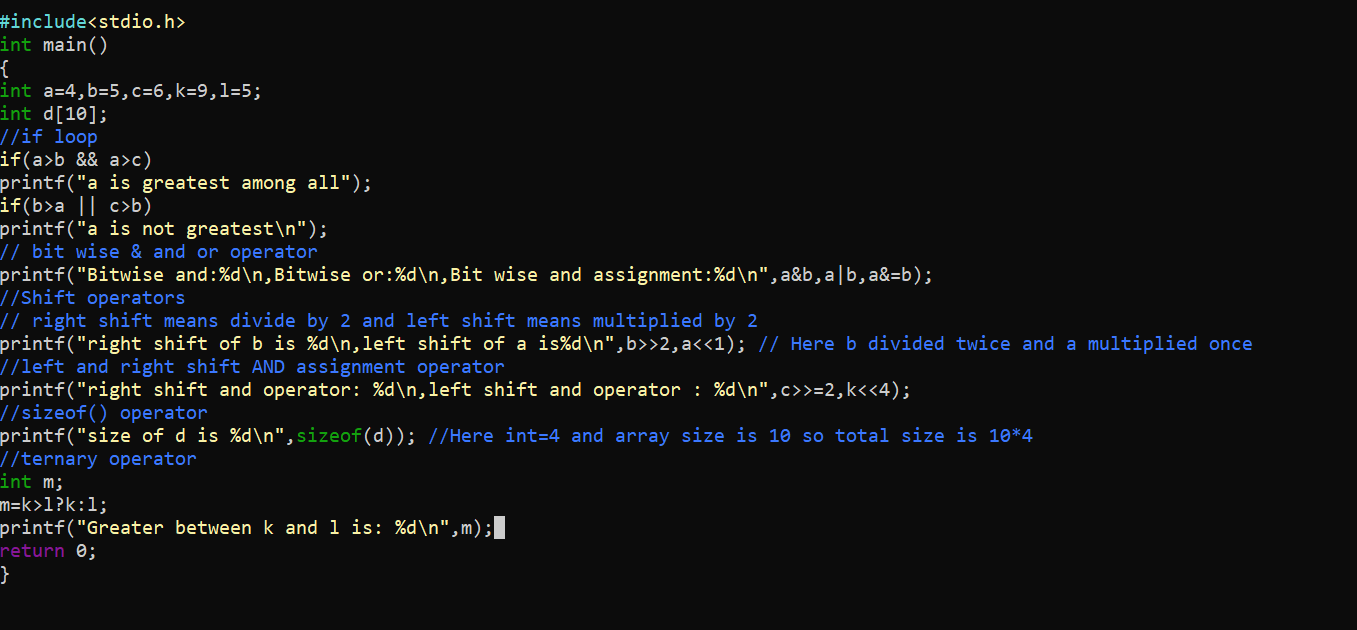 #include<stdio.h>
int main()
{
int a=4,b=5,c=6,k=9,l=5;
int d[10];
//if loop
if(a>b && a>c)
printf("a is greatest among all");
if(b>a || c>b)
printf("a is not greatest\n");
// bit wise & and or operator
printf("Bitwise and:%d\n,Bitwise or:%d\n,Bit wise and assignment:%d\n",a&b,a|b,a&=b);
//Shift operators
// right shift means divide by 2 and left shift means multiplied by 2
printf("right shift of b is %d\n,left shift of a is%d\n",b>>2,a<<1); // Here b divided twice and a multiplied once
//left and right shift AND assignment operator
printf("right shift and operator: %d\n,left shift and operator : %d\n",c>>=2,k<<4);
//sizeof() operator
printf("size of d is %d\n",sizeof(d)); //Here int=4 and array size is 10 so total size is 10*4
//ternary operator
int m;
m=k>l?k:l;
printf("Greater between k and l is: %d\n",m);
return 0;
}